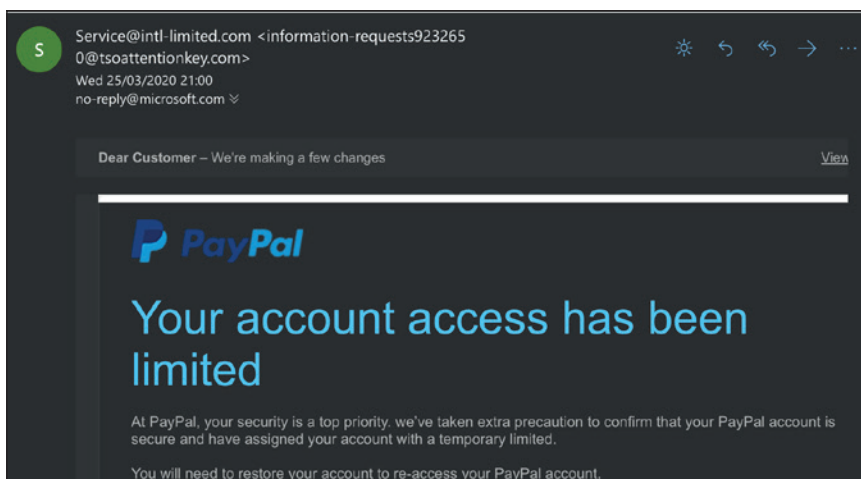 S
Service@intl-limited.com <information-requests923265
0@tsoattentionkey.com>
Wed 25/03/2020 21:00
no-reply@microsoft.com
Dear Customer – We're making a few changes
View
PayPal
Your account access has been
limited
At PayPal, your security is a top priority. we've taken extra precaution to confirm that your PayPal account is
secure and have assigned your account with a temporary limited.
You will need to restore your account to re-access your PayPal account.